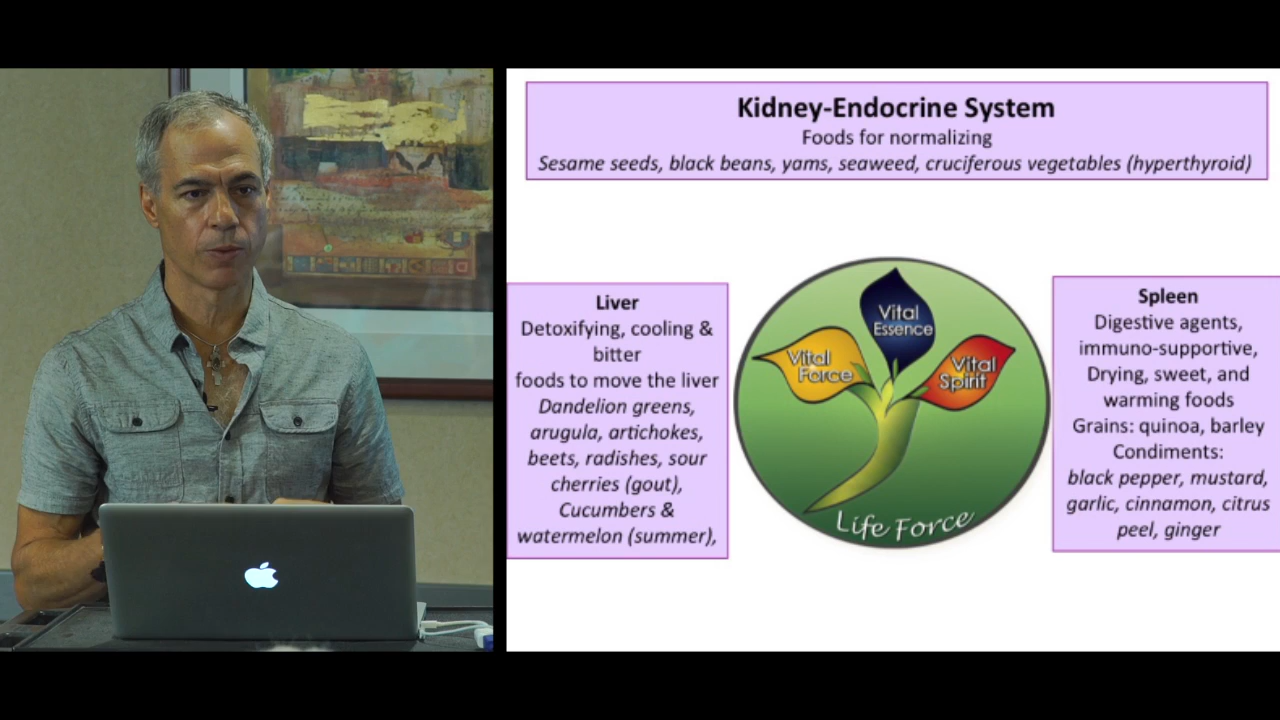 Kidney-Endocrine System
Foods for normalizing
Sesame seeds, black beans, yams, seaweed, cruciferous vegetables (hyperthyroid)
Liver
Detoxifying, cooling &
bitter
foods to move the liver
Dandelion greens,
arugula, artichokes,
beets, radishes, sour
cherries (gout),
Cucumbers &
watermelon (summer),
Vital
Essence
Vital
Force
Vital
Spirit
Life Force
Spleen
Digestive agents,
immuno-supportive,
Drying, sweet, and
warming foods
Grains: quinoa, barley
Condiments:
black pepper, mustard,
garlic, cinnamon, citrus
peel, ginger